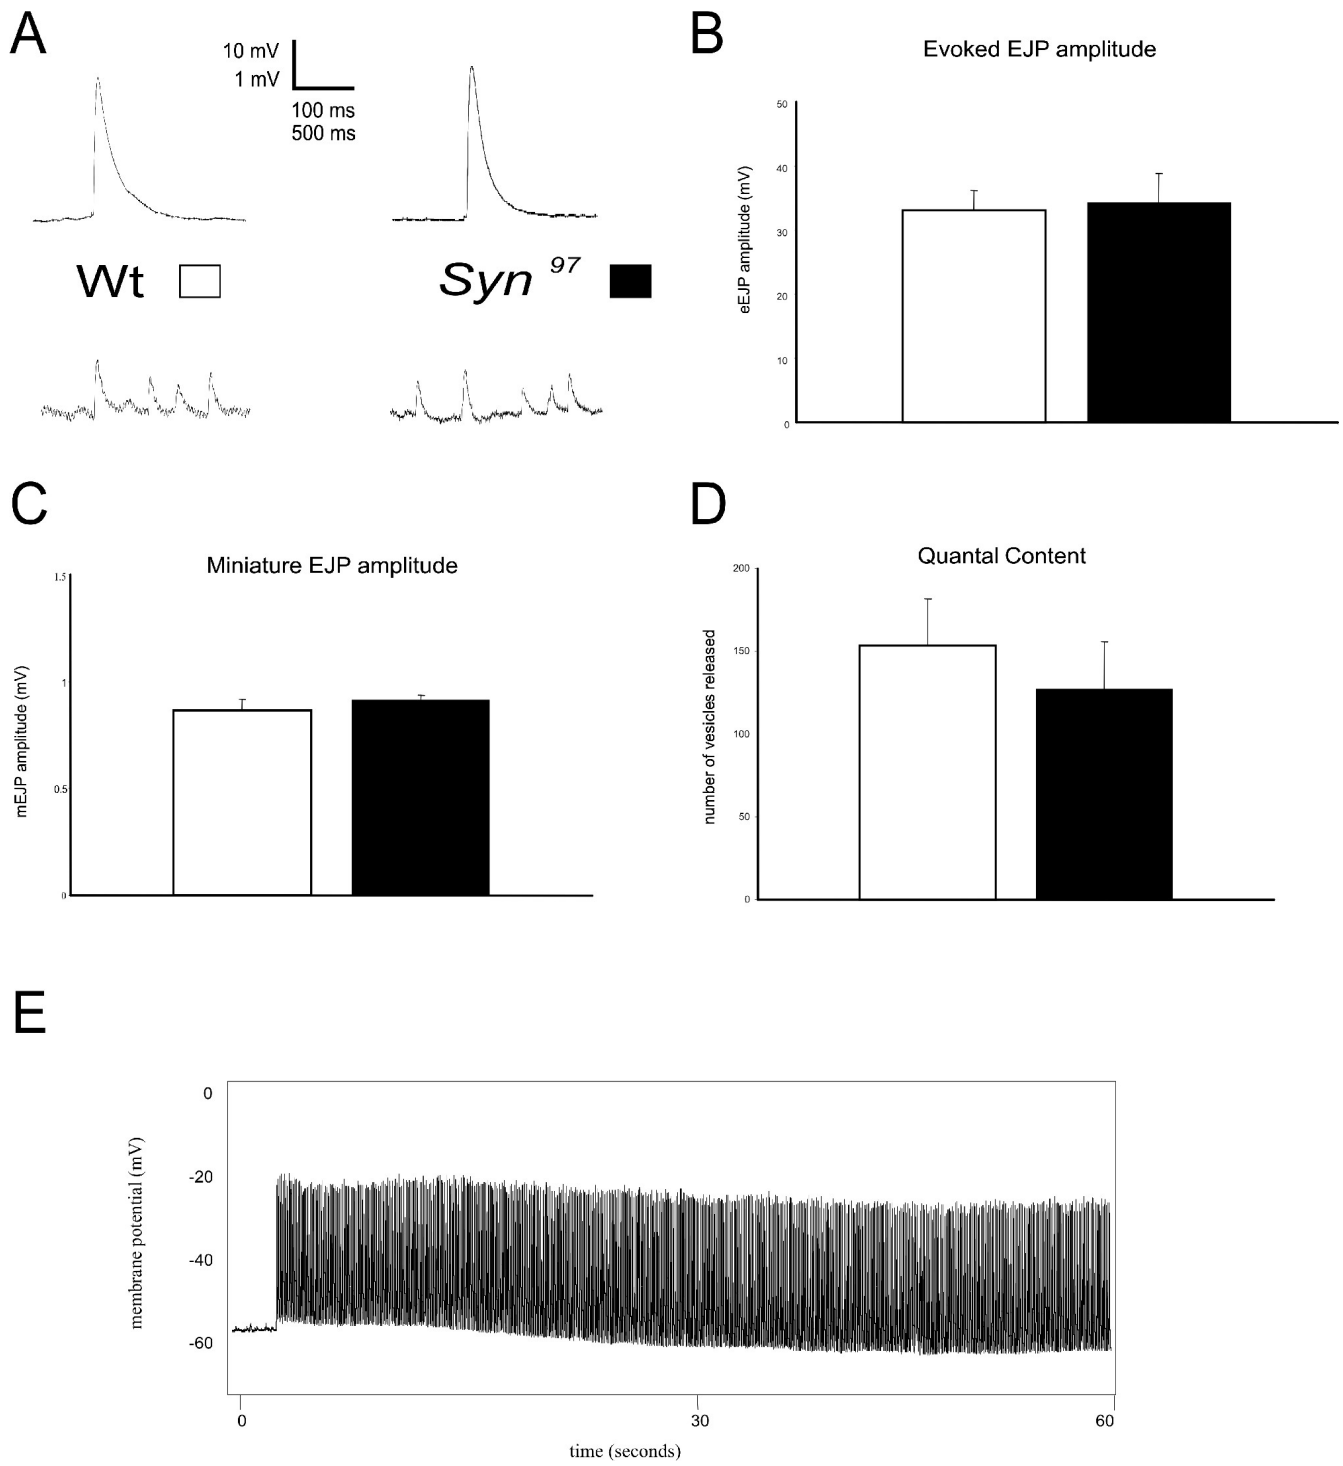 A
10 mV
1 mV
100 ms
500 ms
Wt
Syn 97
B
Evoked EJP amplitude
eEJP amplitude (mV)
50
40
30
20
10
0
C
Miniature EJP amplitude
mEJP amplitude (mV)
1.5
1
0.5
0
D
Quantal Content
number of vesicles released
200
150
100
50
0
E
membrane potential (mV)
0
-20
-40
-60
0 30 60
time (seconds)